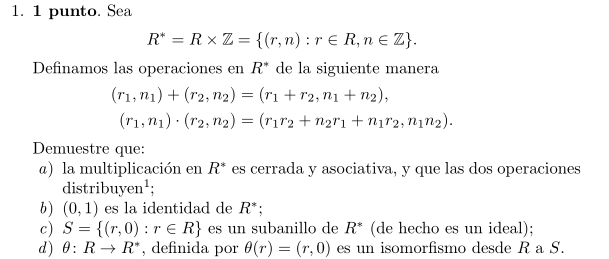 1. 1 punto. Sea
R* = R × ℤ = {(r, n) : r ∈ R, n ∈ ℤ}.
Definamos las operaciones en R* de la siguiente manera
(r₁, n₁) + (r₂, n₂) = (r₁ + r₂, n₁ + n₂),
(r₁, n₁) · (r₂, n₂) = (r₁r₂ + n₂r₁ + n₁r₂, n₁n₂).
Demuestre que:
a) la multiplicación en R* es cerrada y asociativa, y que las dos operaciones
distribuyen¹;
b) (0, 1) es la identidad de R*;
c) S = {(r, 0) : r ∈ R} es un subanillo de R* (de hecho es un ideal);
d) θ: R → R*, definida por θ(r) = (r, 0) es un isomorfismo desde R a S.